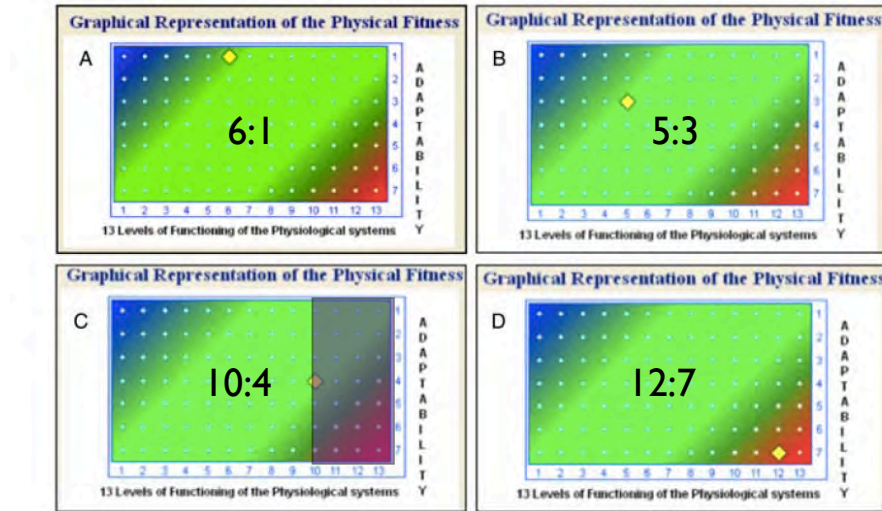 Graphical Representation of the Physical Fitness
A
6:1
1
2
3
4
5
6
7
1 2 3 4 5 6 7 8 9 10 11 12 13
13 Levels of Functioning of the Physiological systems
ADAPTABILITY
Graphical Representation of the Physical Fitness
B
5:3
1
2
3
4
5
6
7
1 2 3 4 5 6 7 8 9 10 11 12 13
13 Levels of Functioning of the Physiological systems
ADAPTABILITY
Graphical Representation of the Physical Fitness
C
10:4
1
2
3
4
5
6
7
1 2 3 4 5 6 7 8 9 10 11 12 13
13 Levels of Functioning of the Physiological systems
ADAPTABILITY
Graphical Representation of the Physical Fitness
D
12:7
1
2
3
4
5
6
7
1 2 3 4 5 6 7 8 9 10 11 12 13
13 Levels of Functioning of the Physiological systems
ADAPTABILITY